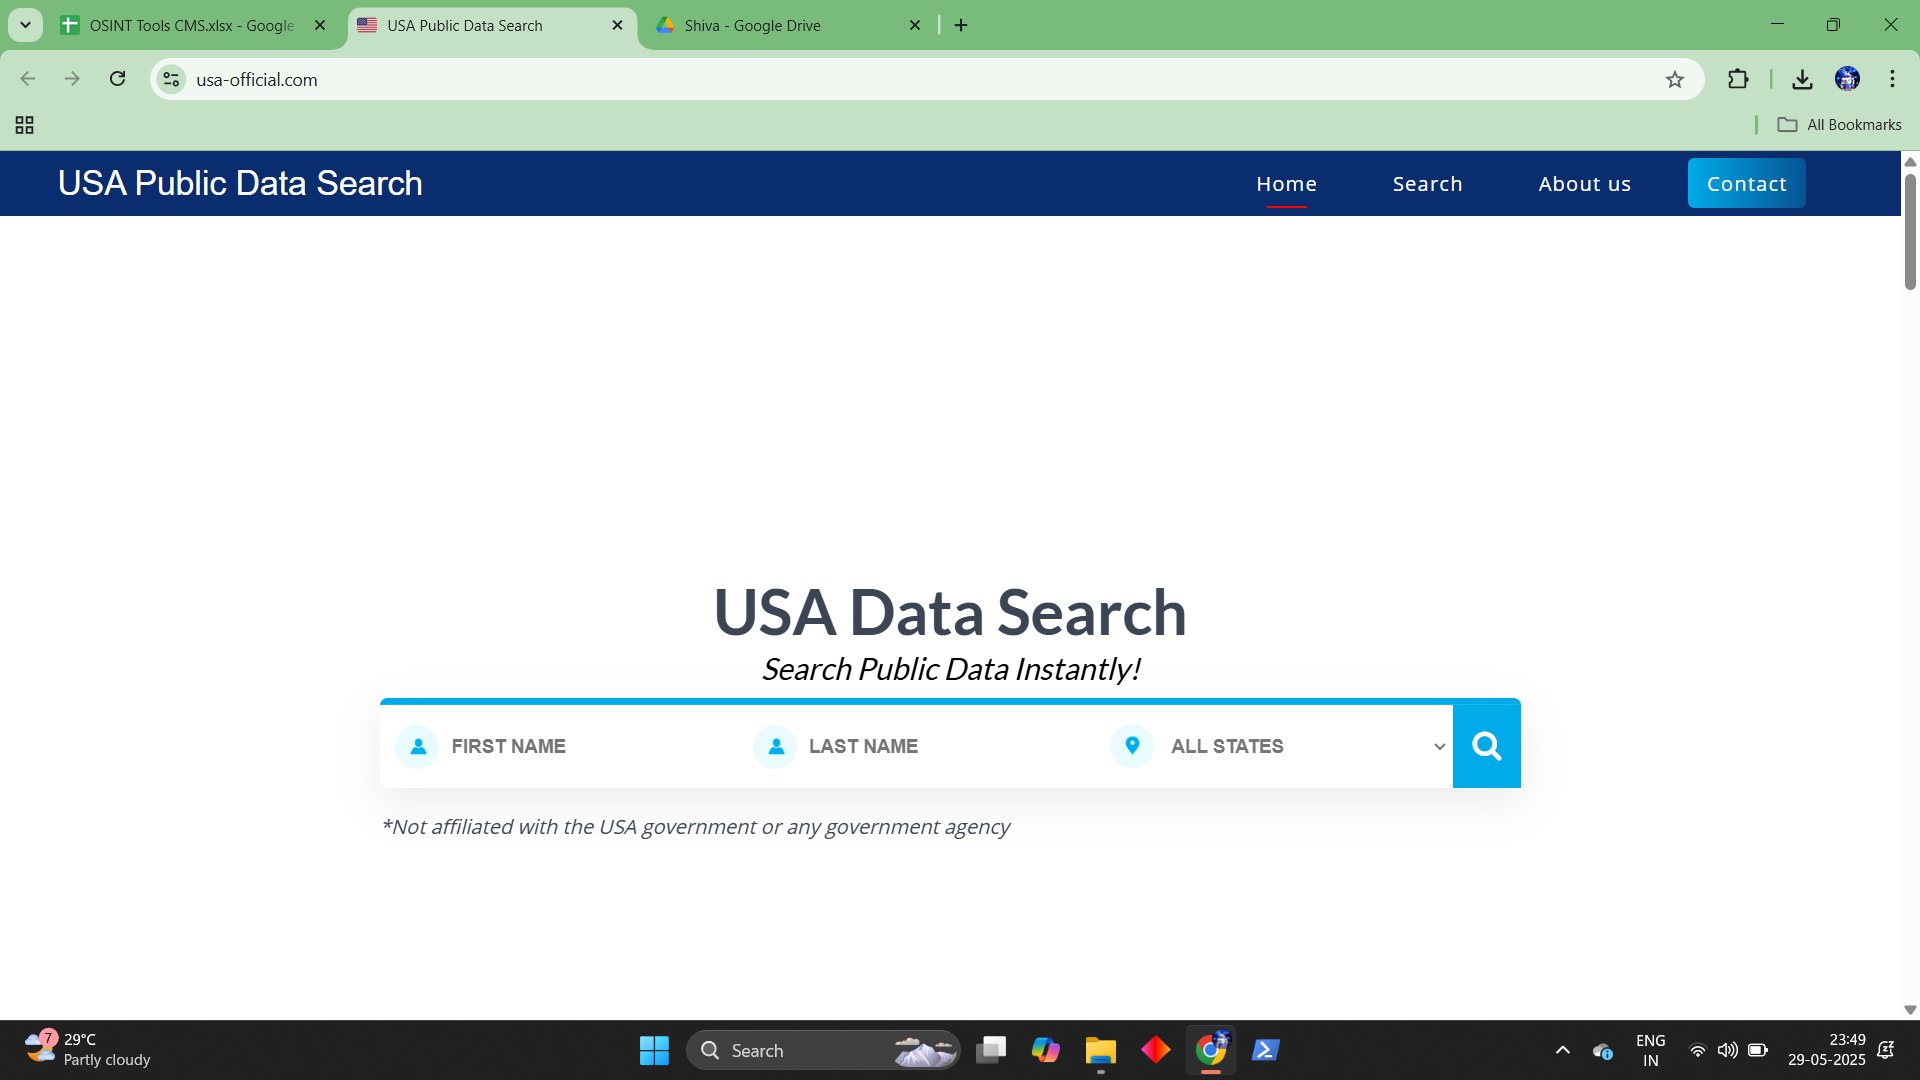 OSINT Tools CMS.xlsx - Google
USA Public Data Search
Shiva - Google Drive
usa-official.com
All Bookmarks
USA Public Data Search
Home
Search
About us
Contact
USA Data Search
Search Public Data Instantly!
FIRST NAME
LAST NAME
ALL STATES
*Not affiliated with the USA government or any government agency
7
29°C
Partly cloudy
Search
ENG
IN
23:49
29-05-2025